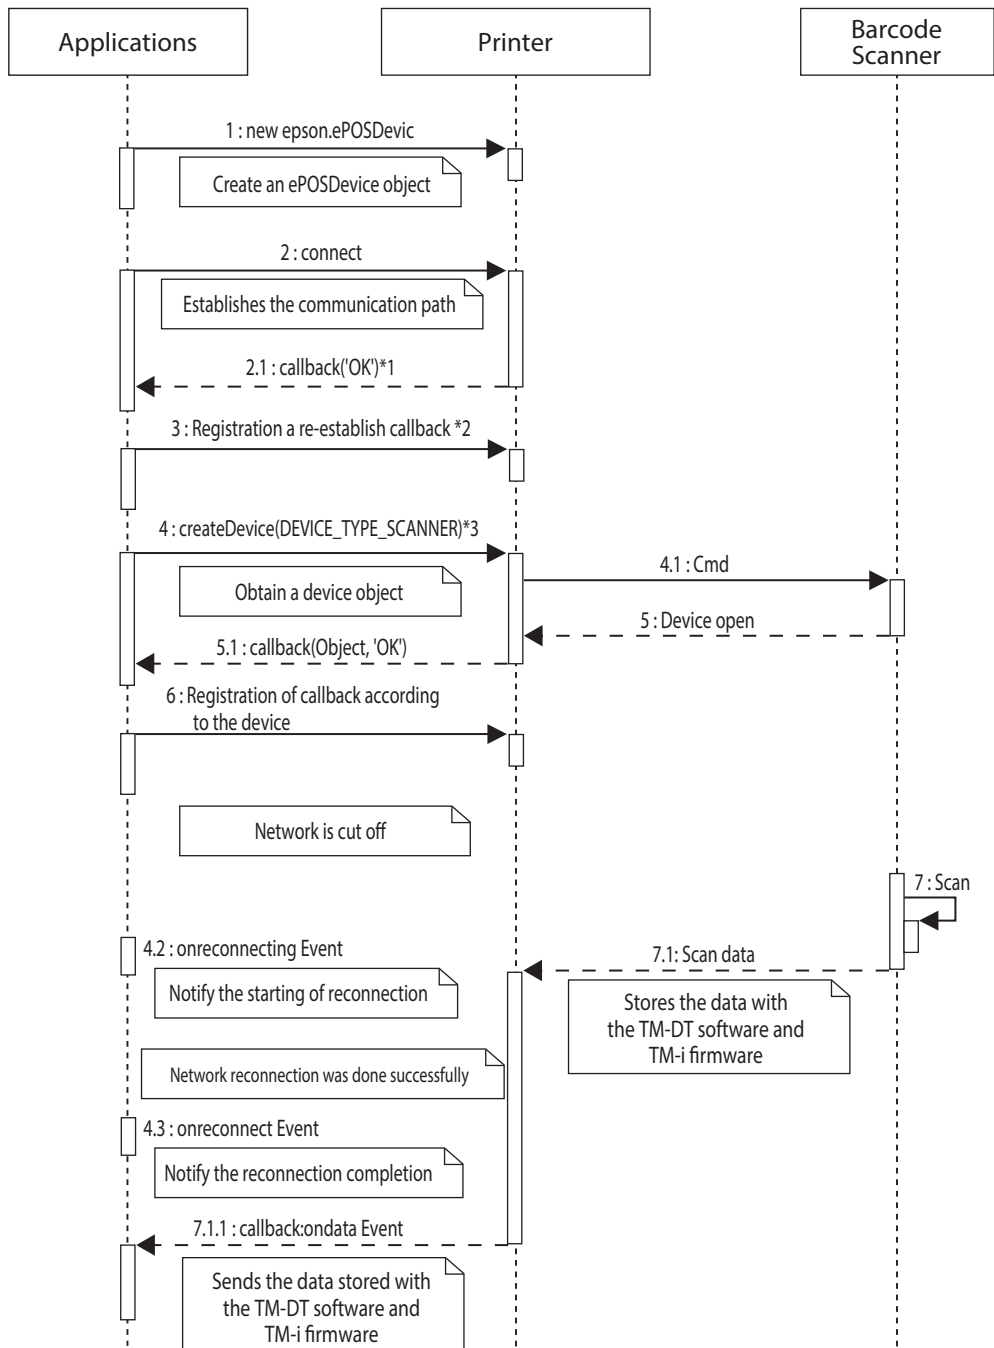 Applications
Printer
Barcode
Scanner
1 : new epson.ePOSDevic
Create an ePOSDevice object
2 : connect
Establishes the communication path
2.1 : callback('OK')*1
3 : Registration a re-establish callback *2
4 : createDevice(DEVICE_TYPE_SCANNER)*3
4.1 : Cmd
Obtain a device object
5 : Device open
5.1 : callback(Object, 'OK')
6 : Registration of callback according
to the device
Network is cut off
7 : Scan
4.2 : onreconnecting Event
7.1: Scan data
Notify the starting of reconnection
Stores the data with
the TM-DT software and
TM-i firmware
Network reconnection was done successfully
4.3 : onreconnect Event
Notify the reconnection completion
7.1.1 : callback:ondata Event
Sends the data stored with
the TM-DT software and
TM-i firmware